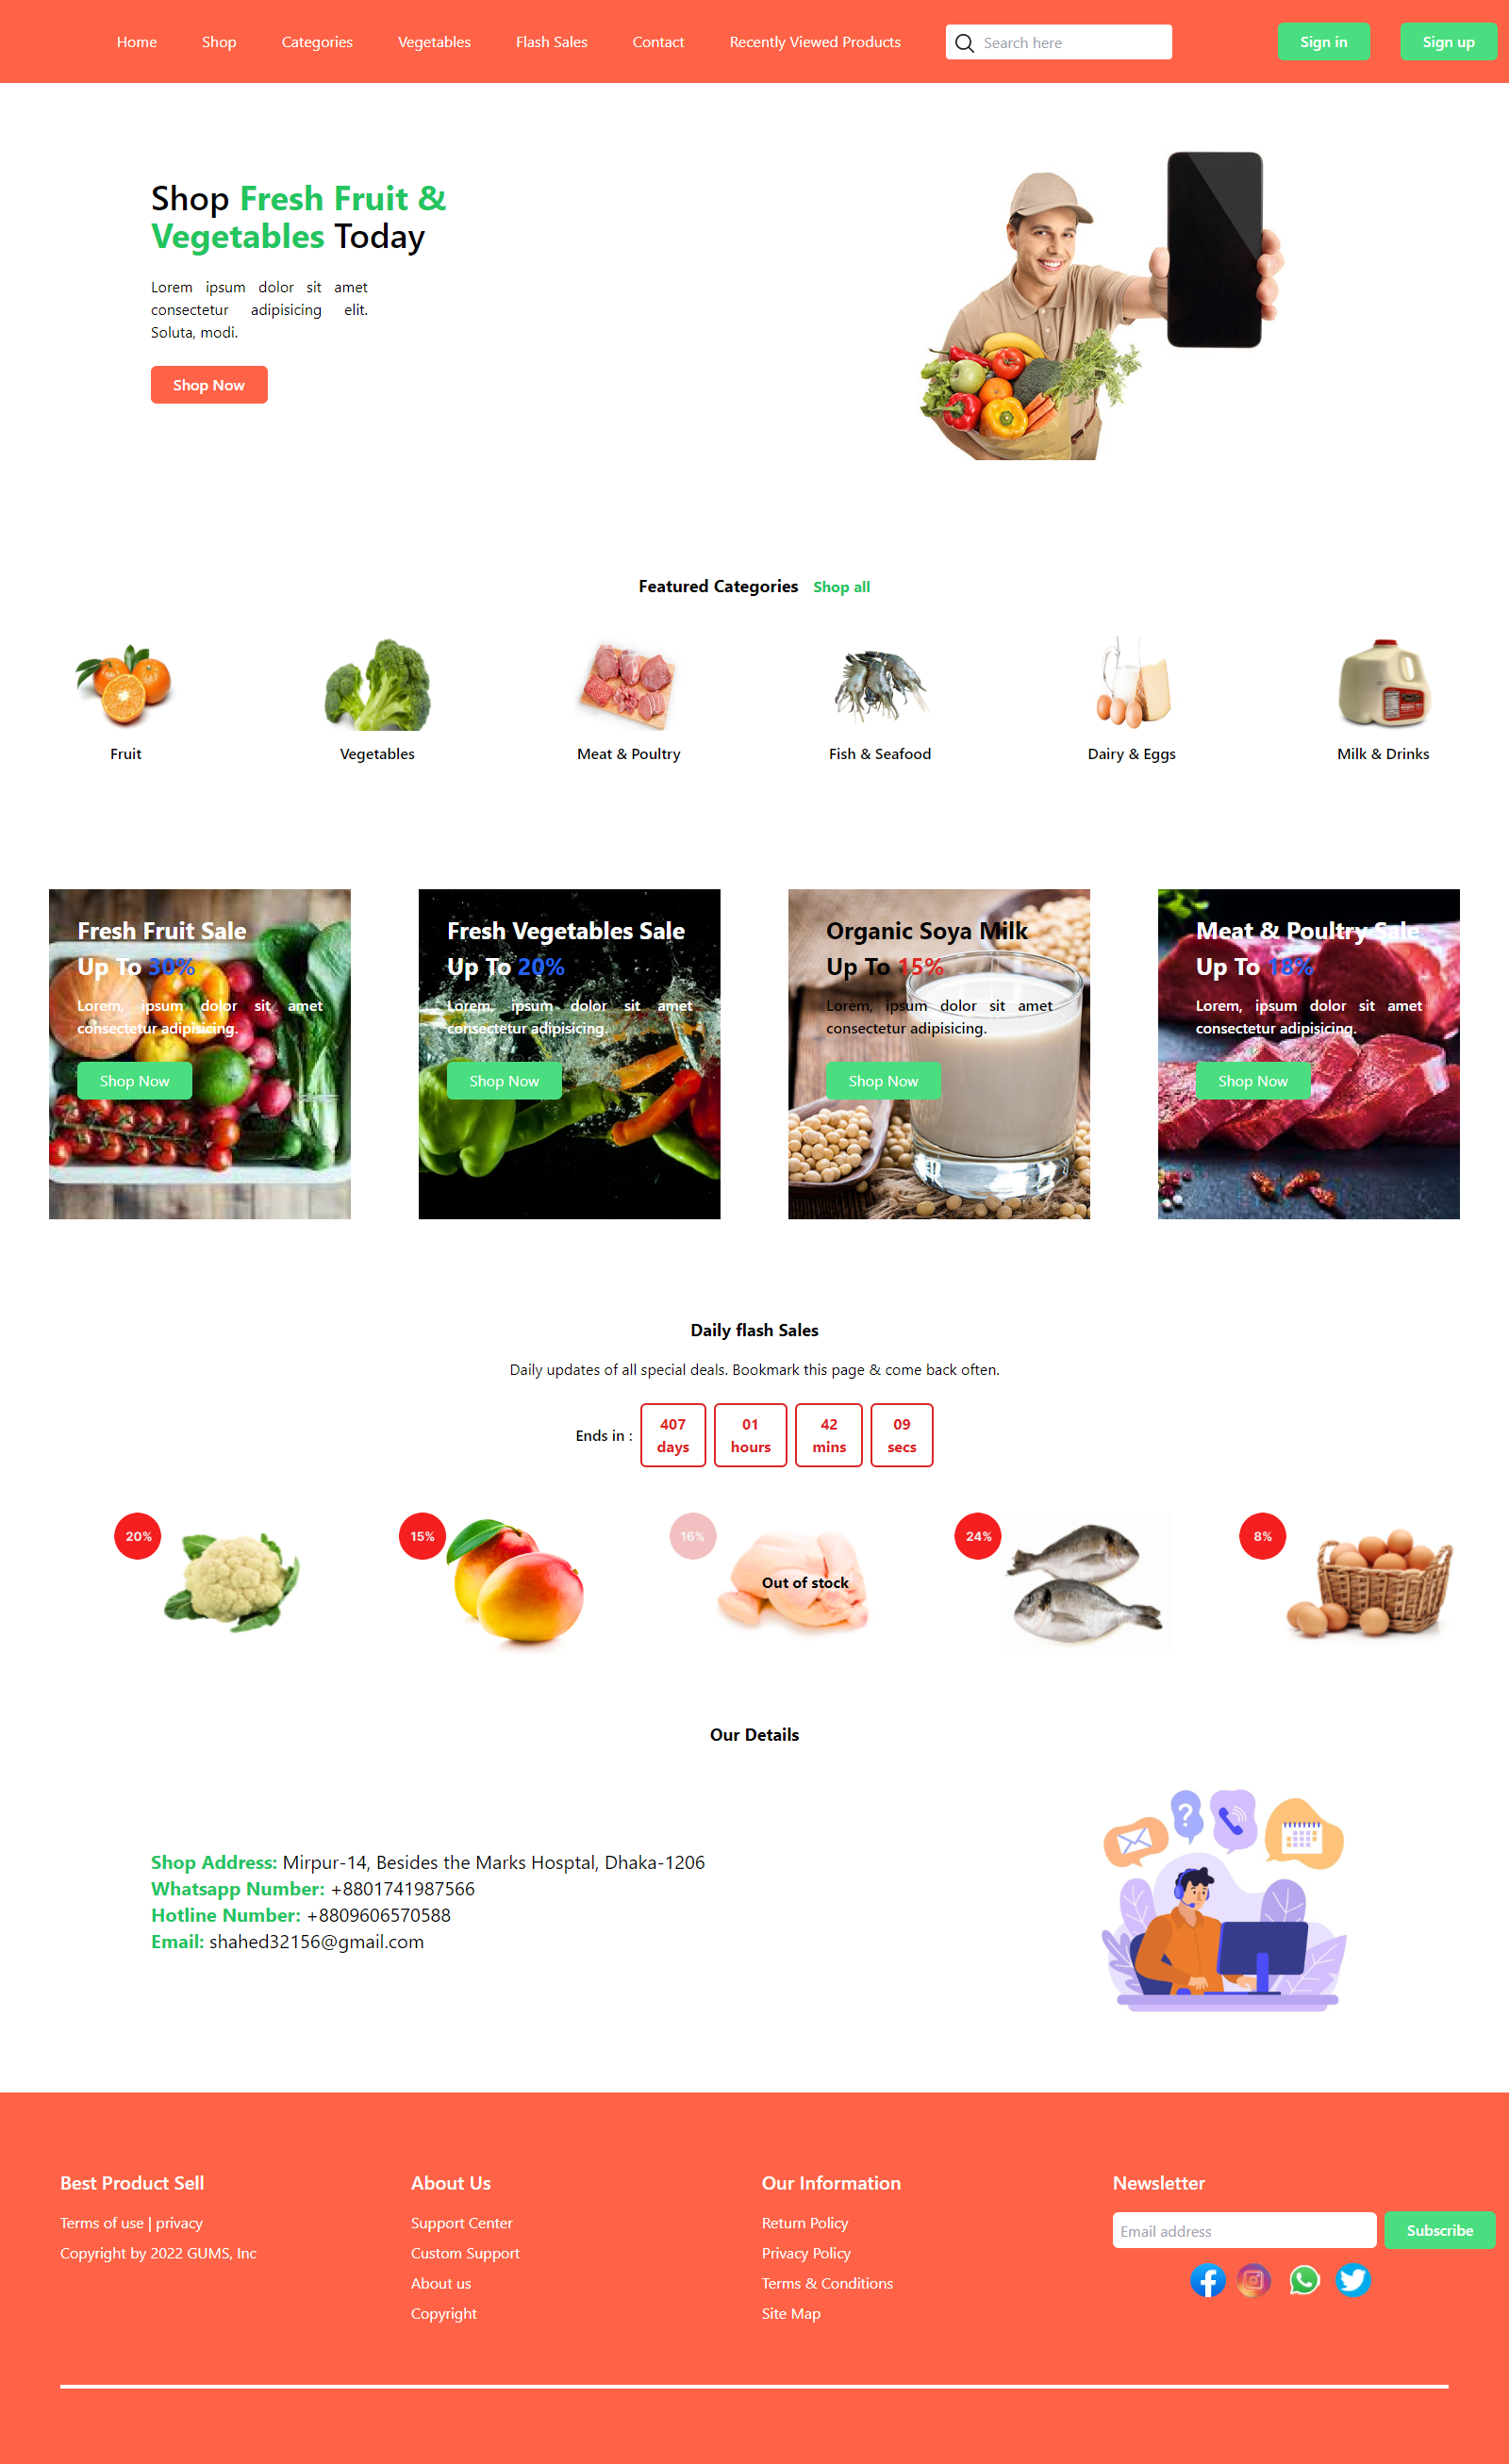 Home Shop Categories Vegetables Flash Sales Contact Recently Viewed Products Search here Sign in Sign up
Shop Fresh Fruit &
Vegetables Today
Lorem ipsum dolor sit amet
consectetur adipisicing elit.
Soluta, modi.
Shop Now
Featured Categories Shop all
Fruit Vegetables Meat & Poultry Fish & Seafood Dairy & Eggs Milk & Drinks
Fresh Fruit Sale
Up To 30%
Lorem, ipsum dolor sit amet
consectetur adipisicing.
Shop Now
Fresh Vegetables Sale
Up To 20%
Lorem, ipsum dolor sit amet
consectetur adipisicing.
Shop Now
Organic Soya Milk
Up To 15%
Lorem, ipsum dolor sit amet
consectetur adipisicing.
Shop Now
Meat & Poultry Sale
Up To 18%
Lorem, ipsum dolor sit amet
consectetur adipisicing.
Shop Now
Daily flash Sales
Daily updates of all special deals. Bookmark this page & come back often.
Ends in :
407
days
01
hours
42
mins
09
secs
20% 15% 16% 24% 8%
Out of stock
Our Details
Shop Address: Mirpur-14, Besides the Marks Hosptal, Dhaka-1206
Whatsapp Number: +8801741987566
Hotline Number: +8809606570588
Email: shahed32156@gmail.com
Best Product Sell
Terms of use | privacy
Copyright by 2022 GUMS, Inc
About Us
Support Center
Custom Support
About us
Copyright
Our Information
Return Policy
Privacy Policy
Terms & Conditions
Site Map
Newsletter
Email address Subscribe